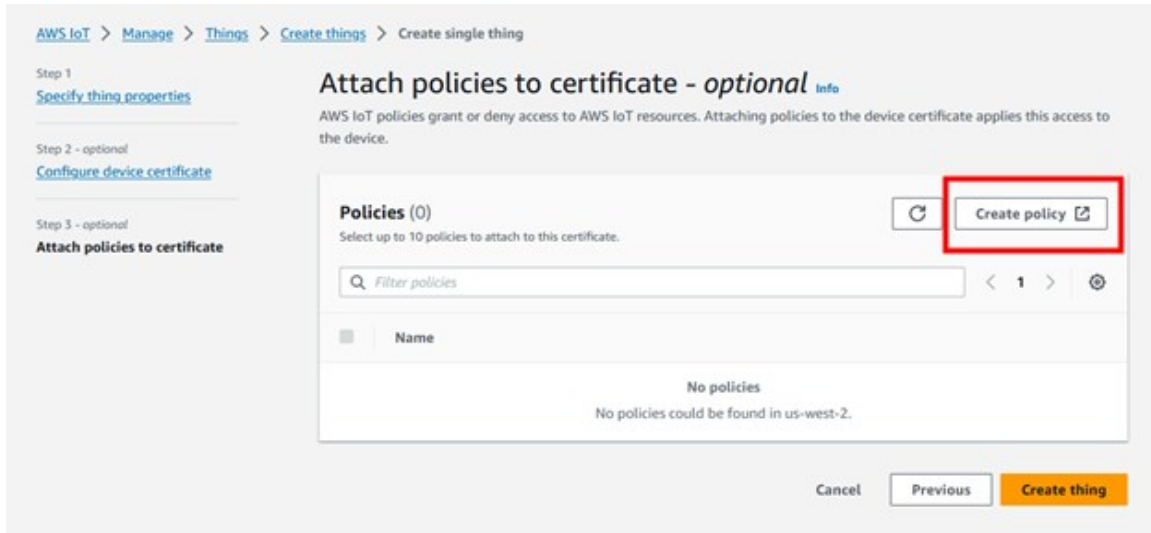 AWS IoT > Manage > Things > Create things > Create single thing
Step 1
Specify thing properties
Step 2 - optional
Configure device certificate
Step 3 - optional
Attach policies to certificate
Attach policies to certificate - optional Info
AWS IoT policies grant or deny access to AWS IoT resources. Attaching policies to the device certificate applies this access to
the device.
Policies (0)
Select up to 10 policies to attach to this certificate.
Create policy
Filter policies
< 1 >
Name
No policies
No policies could be found in us-west-2.
Cancel
Previous
Create thing